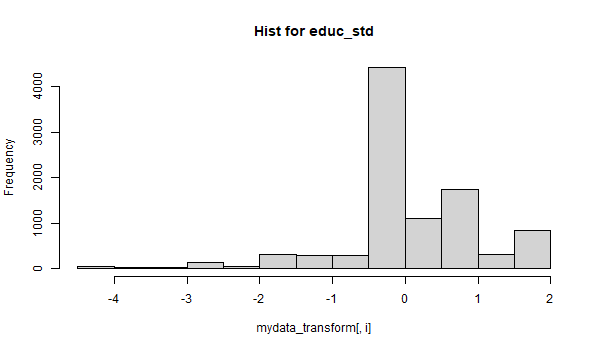 Hist for educ_std
Frequency
4000
3000
2000
1000
0
-4 -3 -2 -1 0 1 2
mydata_transform[, i]